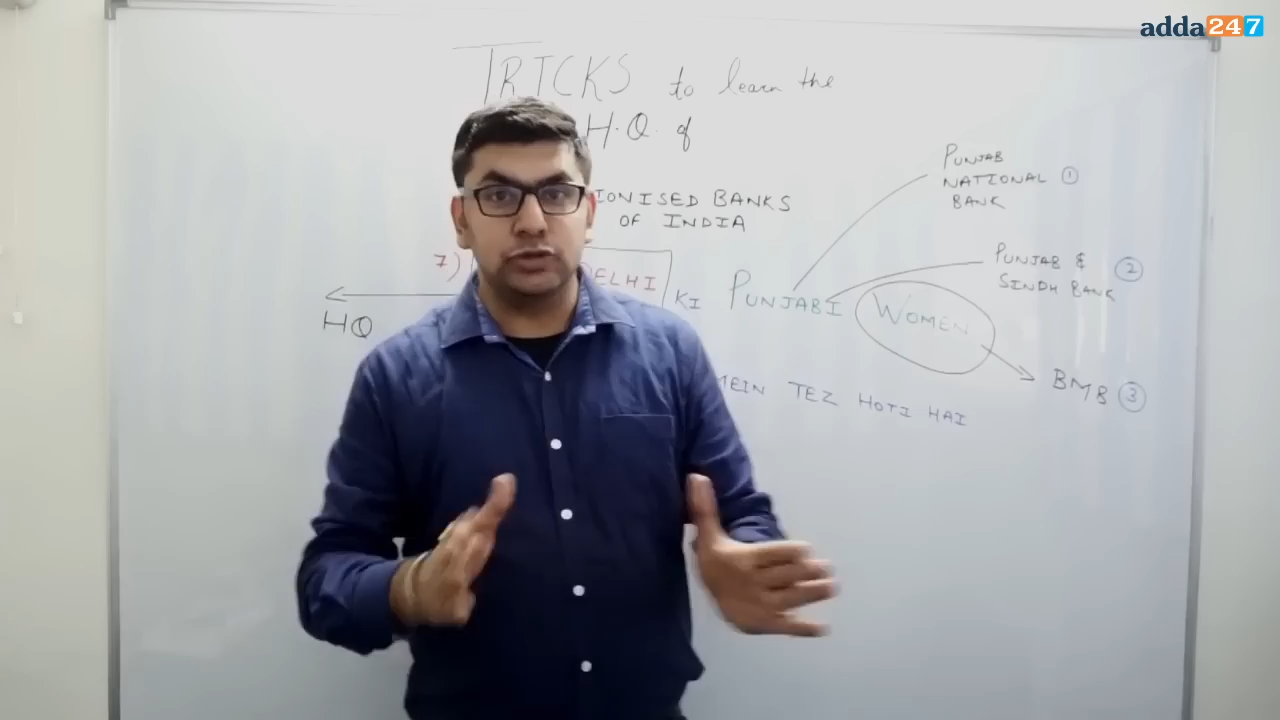 adda247
TRICKS to learn the
H.Q. of
IONISED BANKS
OF INDIA
7)
ELHI
KI PUNJABI WOMEN
HQ
MEIN TEZ HOTI HAI
PUNJAB
NATIONAL ①
BANK
PUNJAB & ②
SINDH BANK
BMB ③